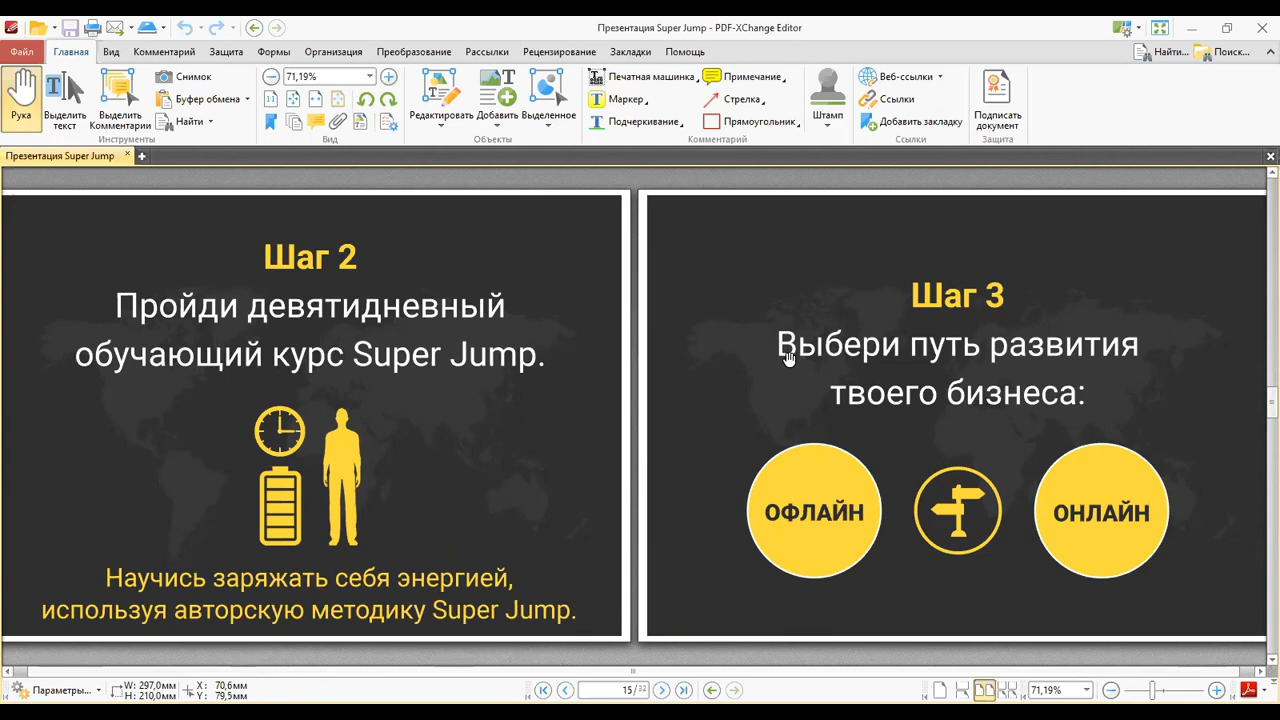 Презентация Super Jump - PDF-XChange Editor
Файл Главная Вид Комментарий Защита Формы Организация Преобразование Рассылки Рецензирование Закладки Помощь Найти... Поиск...
Рука
Выделить текст
Выделить Комментарии
Снимок
Буфер обмена
Найти
Инструменты
71,19%
Вид
Редактировать
Добавить
Выделенное
Объекты
Печатная машинка
Маркер
Подчеркивание
Примечание
Стрелка
Прямоугольник
Штамп
Комментарий
Веб-ссылки
Ссылки
Добавить закладку
Ссылки
Подписать документ
Защита
Презентация Super Jump
Шаг 2
Пройди девятидневный
обучающий курс Super Jump.
Научись заряжать себя энергией,
используя авторскую методику Super Jump.
Шаг 3
Выбери путь развития
твоего бизнеса:
ОФЛАЙН
ОНЛАЙН
Параметры...
W: 297,0мм
H: 210,0мм
X: 70,6мм
Y: 79,5мм
15 / 32
71,19%